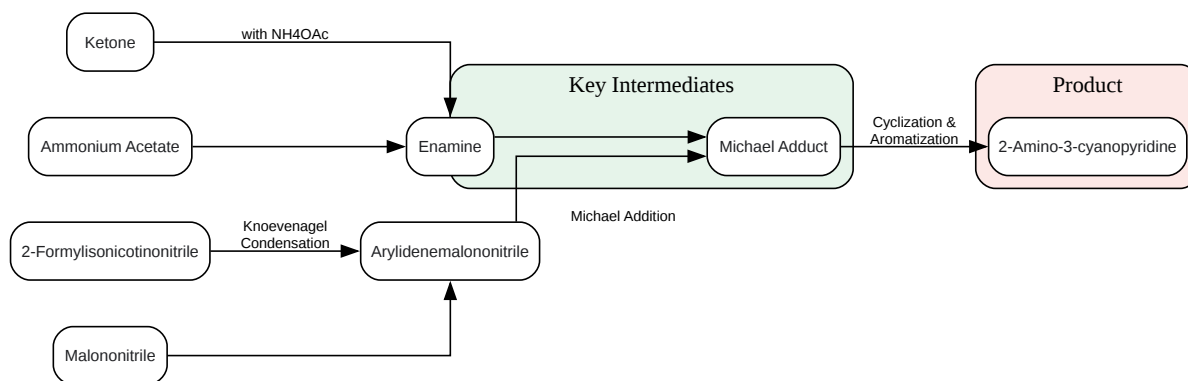 Ketone
with NH4OAc
Key Intermediates
Product
Ammonium Acetate
Enamine
Michael Adduct
Cyclization &
Aromatization
2-Amino-3-cyanopyridine
Michael Addition
2-Formylisonicotinonitrile
Knoevenagel
Condensation
Arylidenemalononitrile
Malononitrile